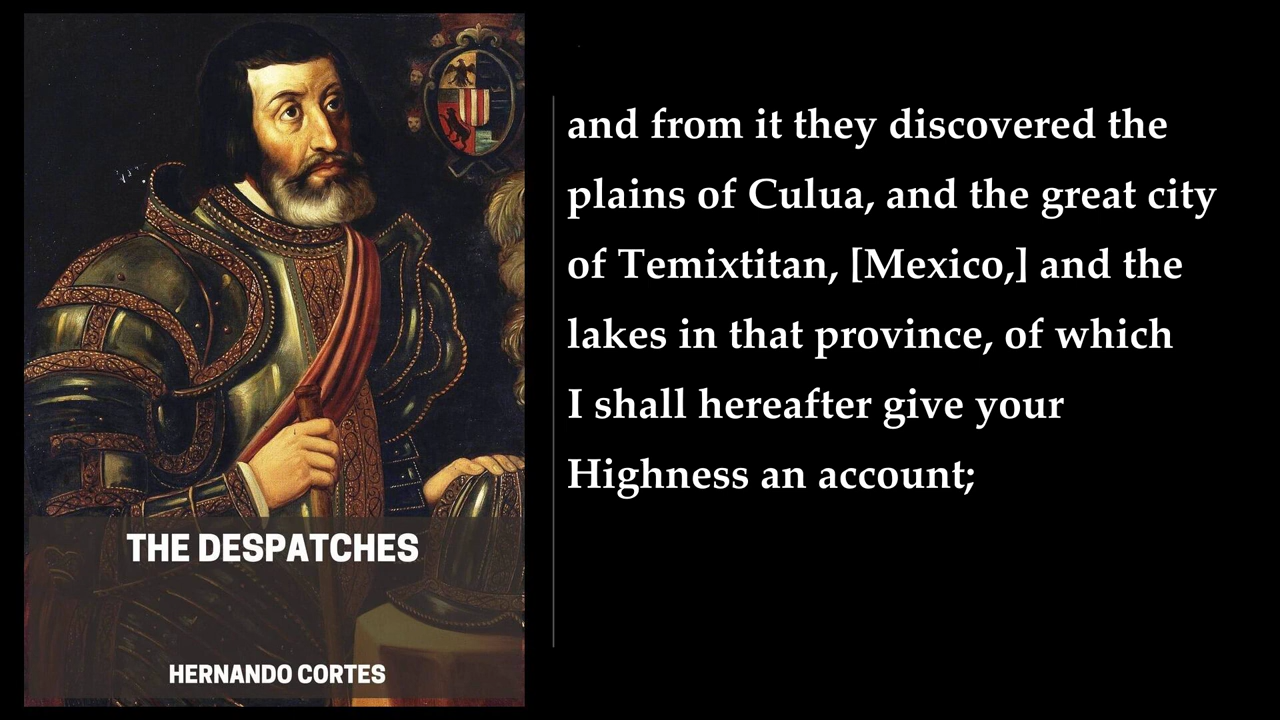 THE DESPATCHES
HERNANDO CORTES
and from it they discovered the
plains of Culua, and the great city
of Temixtitan, [Mexico,] and the
lakes in that province, of which
I shall hereafter give your
Highness an account;